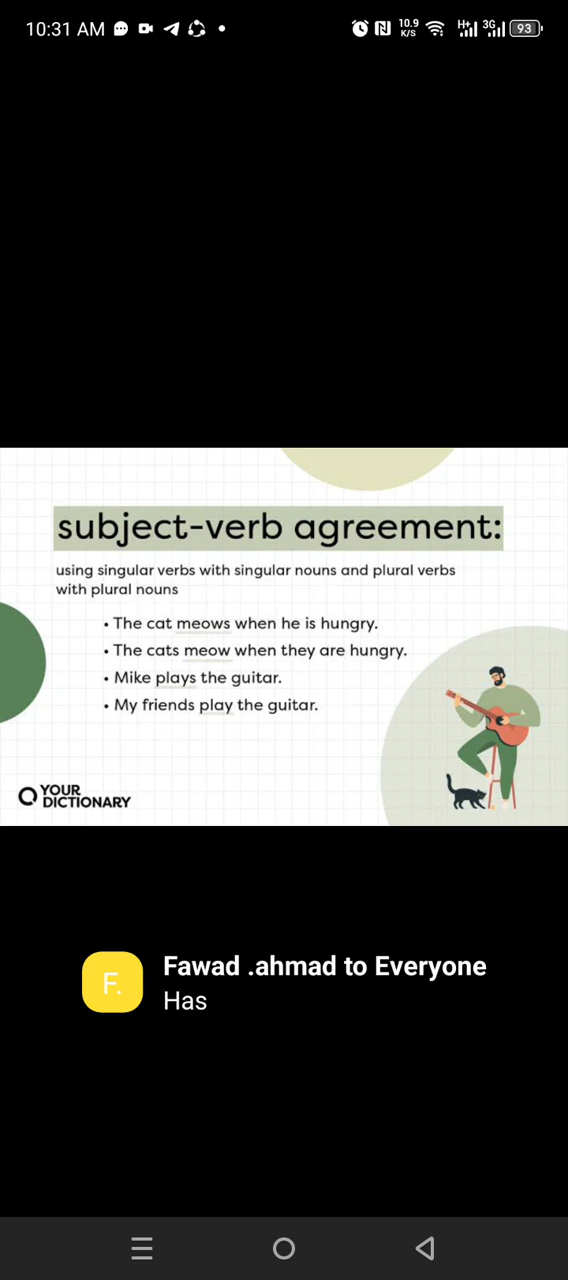 10:31 AM
10.9
K/S
H+
3G
93
subject-verb agreement:
using singular verbs with singular nouns and plural verbs
with plural nouns
• The cat meows when he is hungry.
• The cats meow when they are hungry.
• Mike plays the guitar.
• My friends play the guitar.
YOUR
DICTIONARY
F.
Fawad .ahmad to Everyone
Has